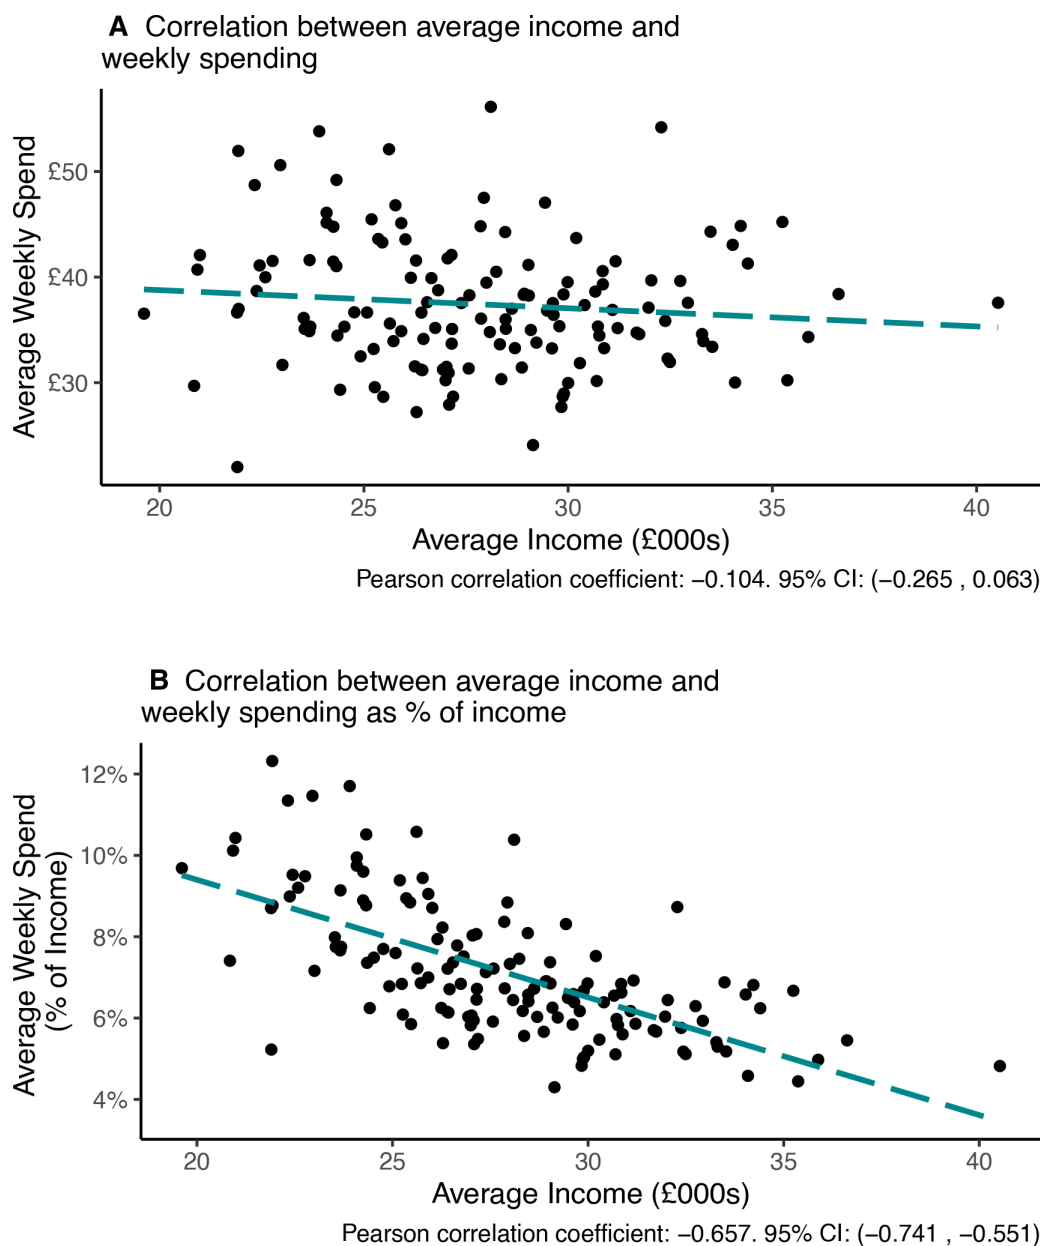 A Correlation between average income and
weekly spending
Average Weekly Spend
£50
£40
£30
20 25 30 35 40
Average Income (£000s)
Pearson correlation coefficient: −0.104. 95% CI: (−0.265 , 0.063)
B Correlation between average income and
weekly spending as % of income
Average Weekly Spend
(% of Income)
12%
10%
8%
6%
4%
20 25 30 35 40
Average Income (£000s)
Pearson correlation coefficient: −0.657. 95% CI: (−0.741 , −0.551)